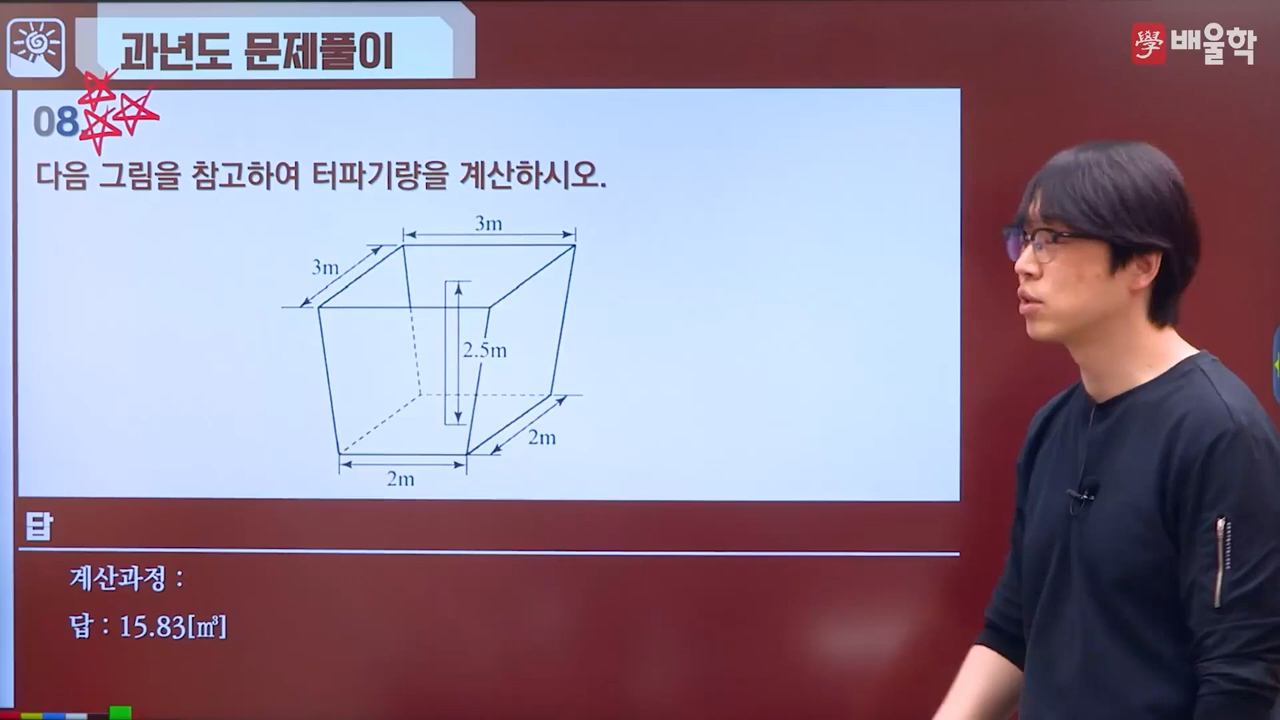 과년도 문제풀이
學 배울학
08
다음 그림을 참고하여 터파기량을 계산하시오.
3m
3m
2.5m
2m
2m
답
계산과정 :
답 : 15.83[㎥]